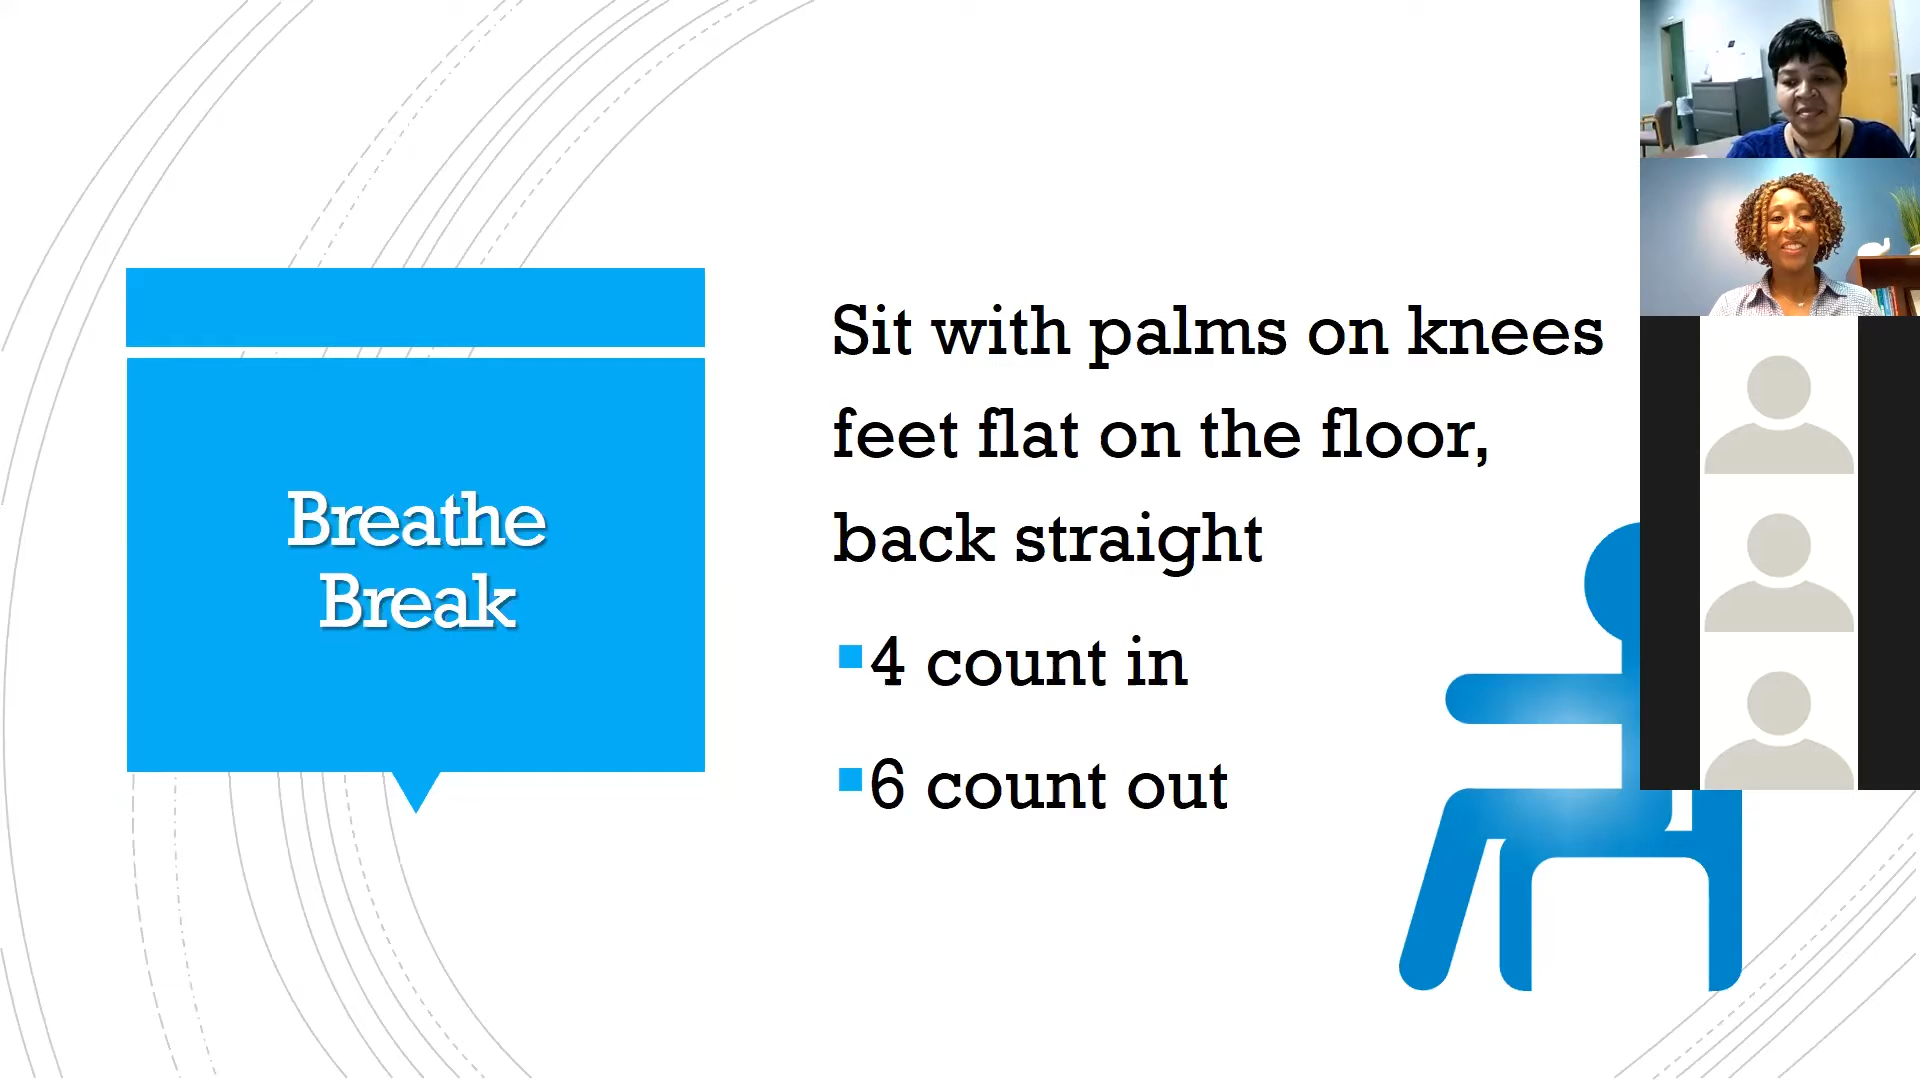 Breathe
Break
Sit with palms on knees
feet flat on the floor,
back straight
4 count in
6 count out